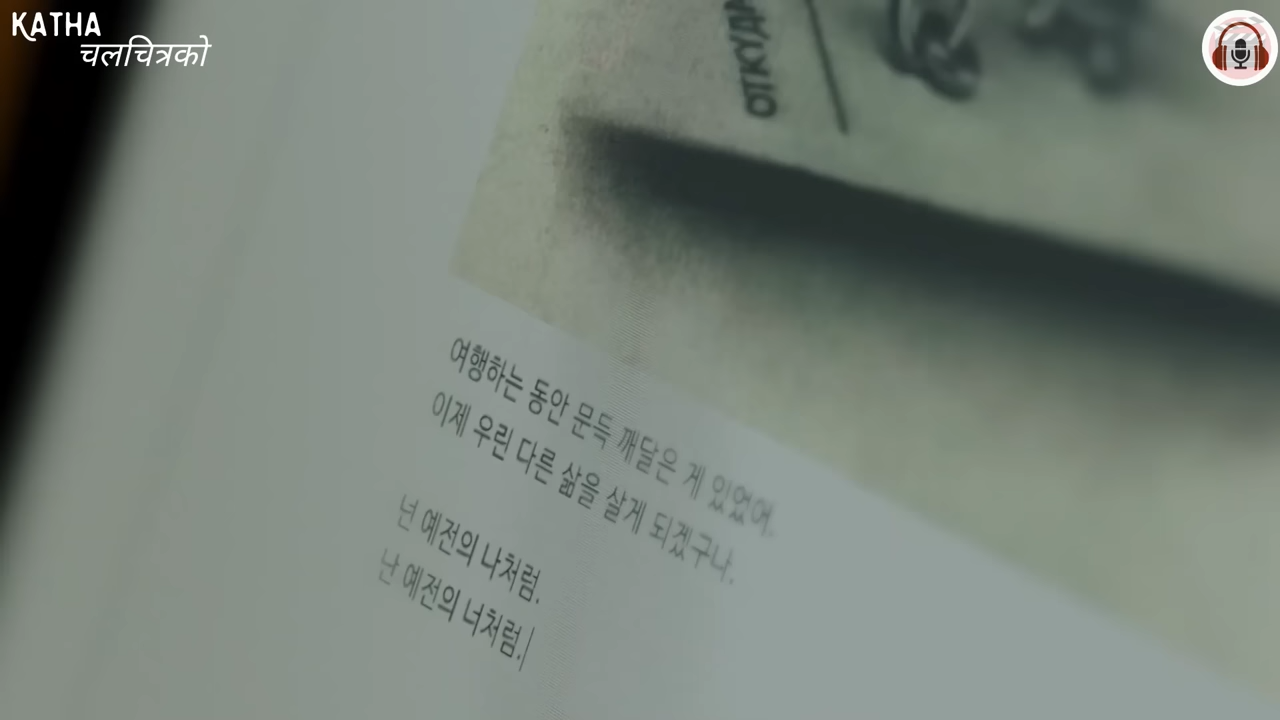 KATHA
चलचित्रको
여행하는 동안 문득 깨달은 게 있었어.
이제 우린 다른 삶을 살게 되겠구나.
넌 예전의 나처럼.
난 예전의 너처럼.